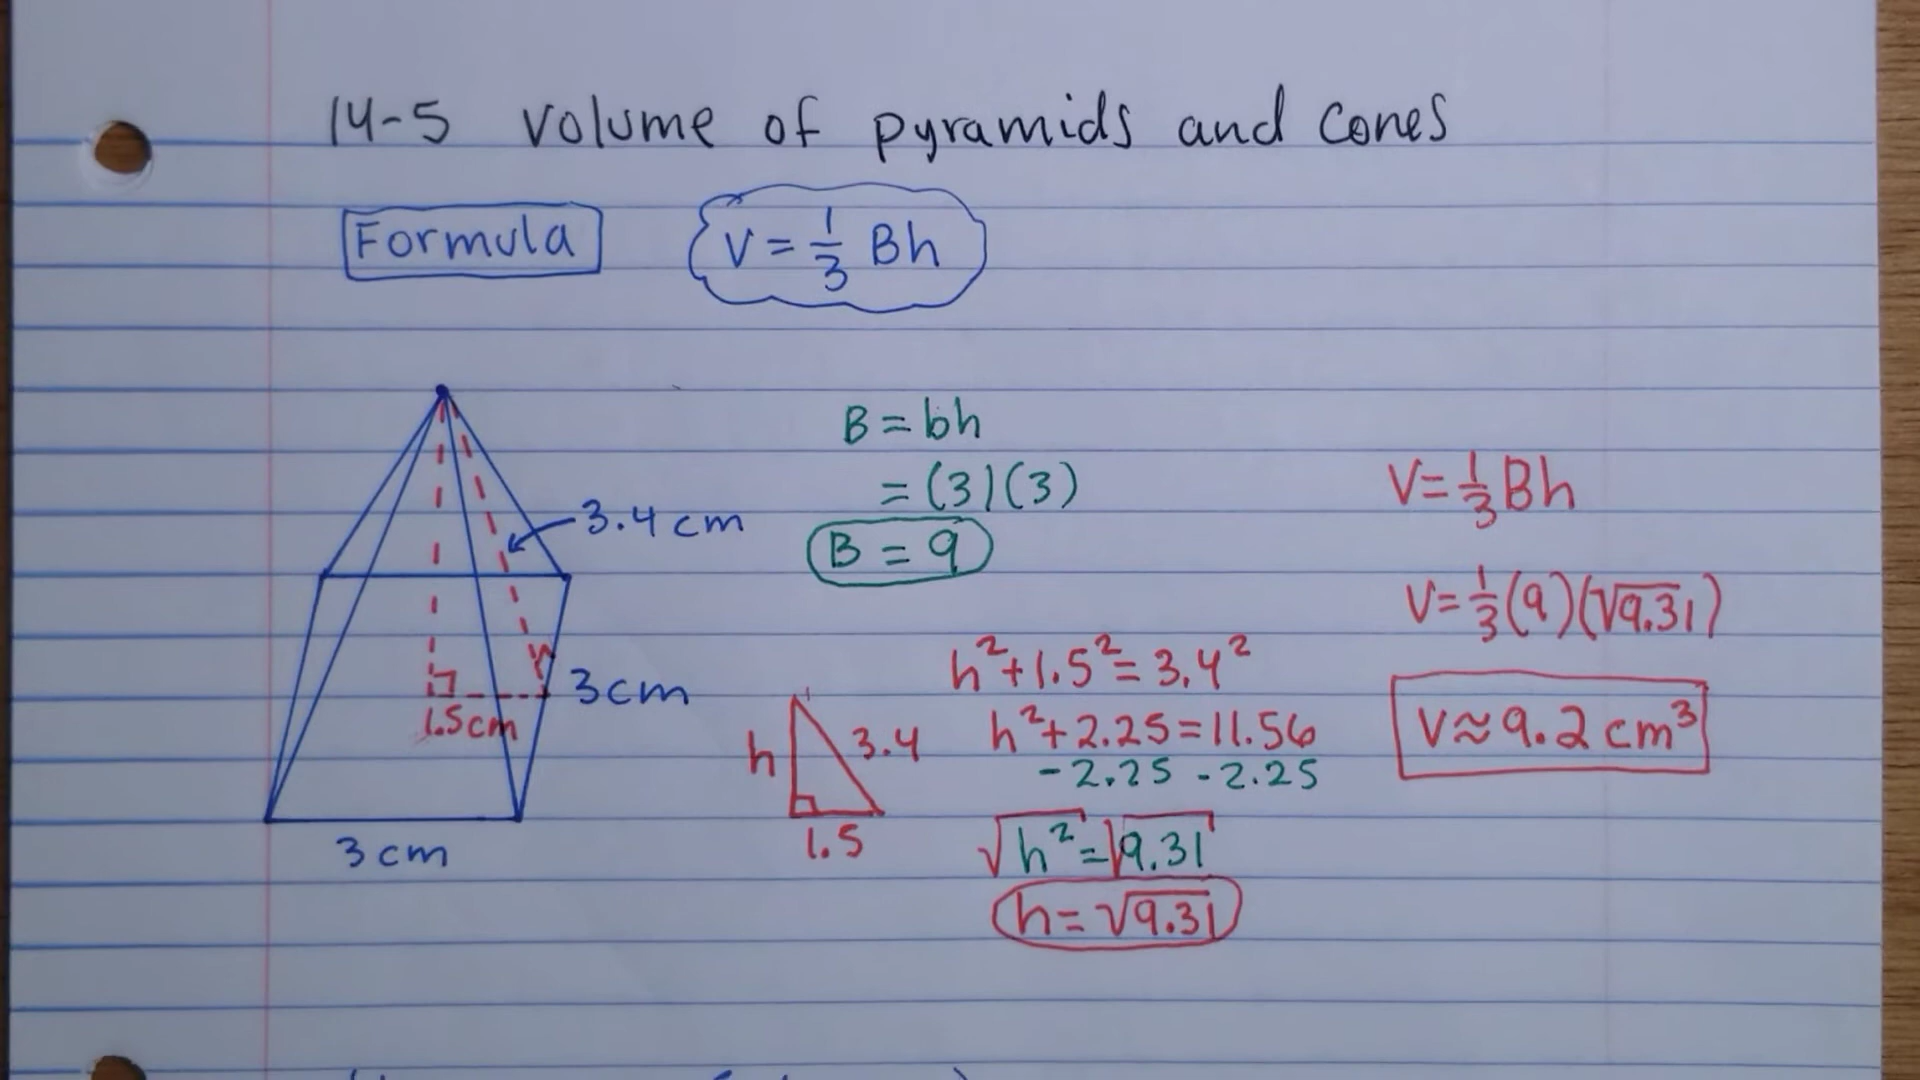 14-5 volume of pyramids and cones
Formula V = 1/3 Bh
3.4 cm
3 cm
1.5cm
3 cm
B = bh
= (3)(3)
B = 9
h 3.4
1.5
h²+1.5²=3.4²
h²+2.25=11.56
-2.25 -2.25
√h²=√9.31
h=√9.31
V=1/3Bh
V=1/3(9)(√9.31)
V≈9.2 cm³